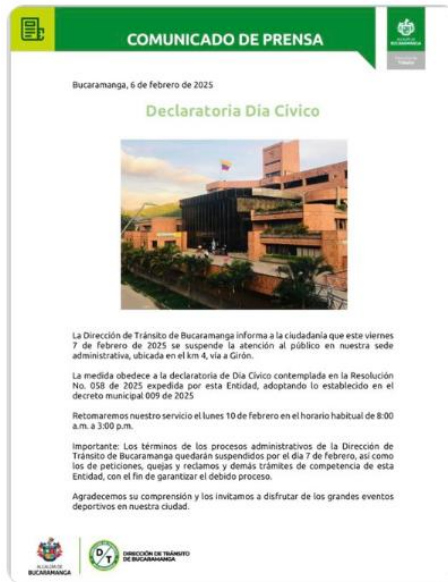 COMUNICADO DE PRENSA
ALCALDÍA DE
BUCARAMANGA
Tránsito
Bucaramanga, 6 de febrero de 2025
Declaratoria Día Cívico
La Dirección de Tránsito de Bucaramanga informa a la ciudadanía que este viernes
7 de febrero de 2025 se suspende la atención al público en nuestra sede
administrativa, ubicada en el km 4, vía a Girón.
La medida obedece a la declaratoria de Día Cívico contemplada en la Resolución
No. 058 de 2025 expedida por esta Entidad, adoptando lo establecido en el
decreto municipal 009 de 2025
Retomaremos nuestro servicio el lunes 10 de febrero en el horario habitual de 8:00
a.m. a 3:00 p.m.
Importante: Los términos de los procesos administrativos de la Dirección de
Tránsito de Bucaramanga quedarán suspendidos por el día 7 de febrero, así como
los de peticiones, quejas y reclamos y demás trámites de competencia de esta
Entidad, con el fin de garantizar el debido proceso.
Agradecemos su comprensión y los invitamos a disfrutar de los grandes eventos
deportivos en nuestra ciudad.
ALCALDÍA DE
BUCARAMANGA
D T
DIRECCIÓN DE TRÁNSITO
DE BUCARAMANGA